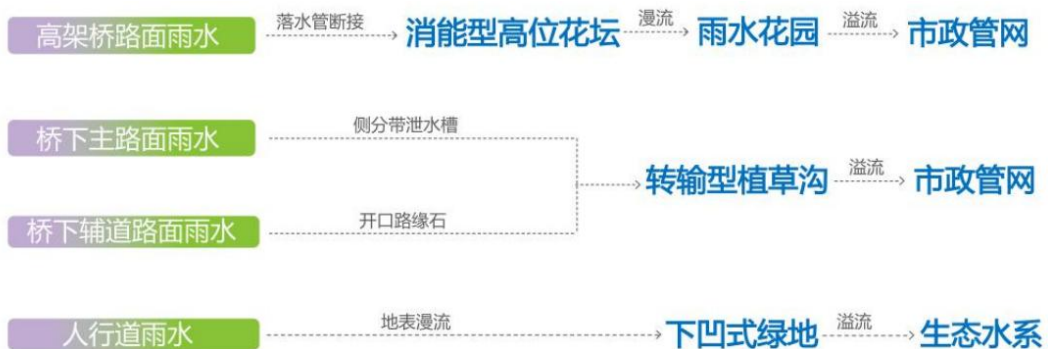 高架桥路面雨水 落水管断接 消能型高位花坛 漫流 雨水花园 溢流 市政管网
桥下主路面雨水 侧分带泄水槽
转输型植草沟 溢流 市政管网
桥下辅道路面雨水 开口路缘石
人行道雨水 地表漫流 下凹式绿地 溢流 生态水系